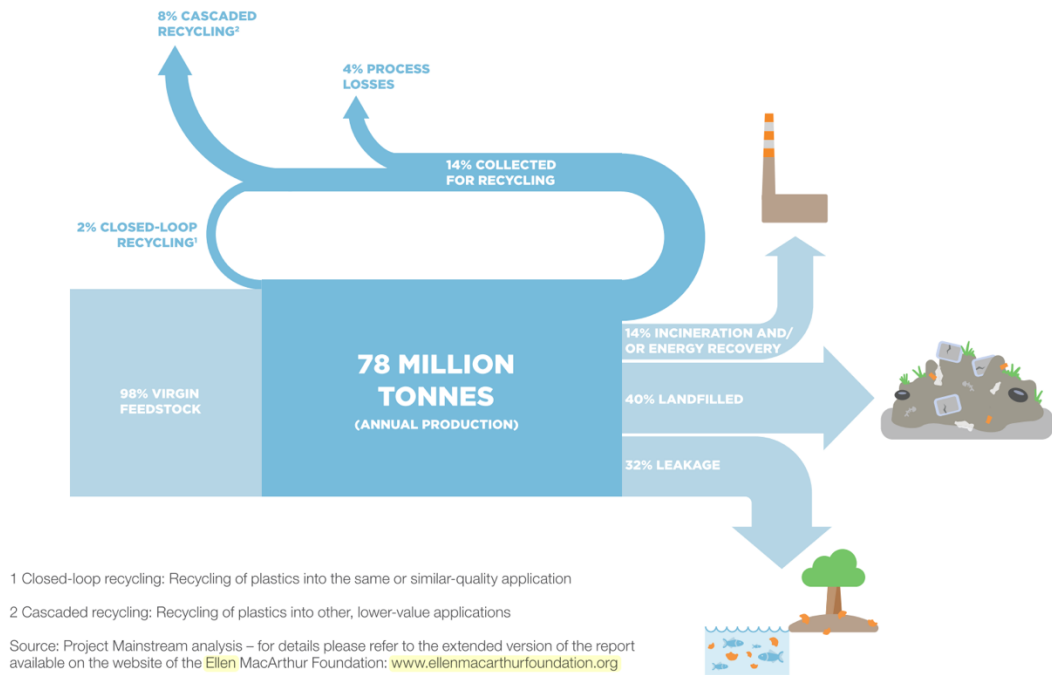 8% CASCADED
RECYCLING²
4% PROCESS
LOSSES
14% COLLECTED
FOR RECYCLING
2% CLOSED-LOOP
RECYCLING¹
98% VIRGIN
FEEDSTOCK
78 MILLION
TONNES
(ANNUAL PRODUCTION)
14% INCINERATION AND/
OR ENERGY RECOVERY
40% LANDFILLED
32% LEAKAGE
1 Closed-loop recycling: Recycling of plastics into the same or similar-quality application
2 Cascaded recycling: Recycling of plastics into other, lower-value applications
Source: Project Mainstream analysis – for details please refer to the extended version of the report
available on the website of the Ellen MacArthur Foundation: www.ellenmacarthurfoundation.org